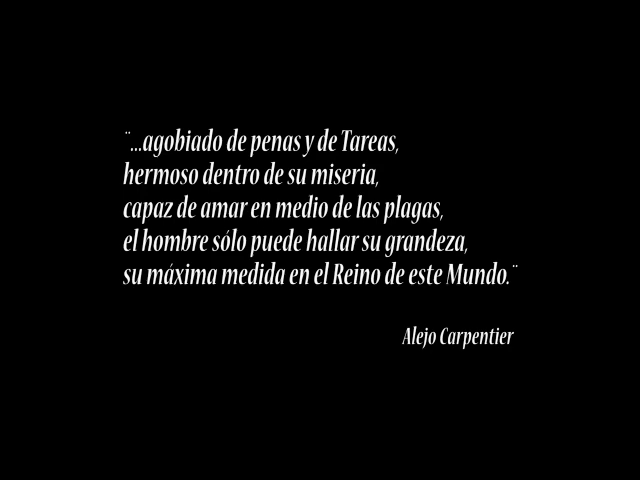 ¨...agobiado de penas y de Tareas,
hermoso dentro de su miseria,
capaz de amar en medio de las plagas,
el hombre sólo puede hallar su grandeza,
su máxima medida en el Reino de este Mundo.¨
Alejo Carpentier